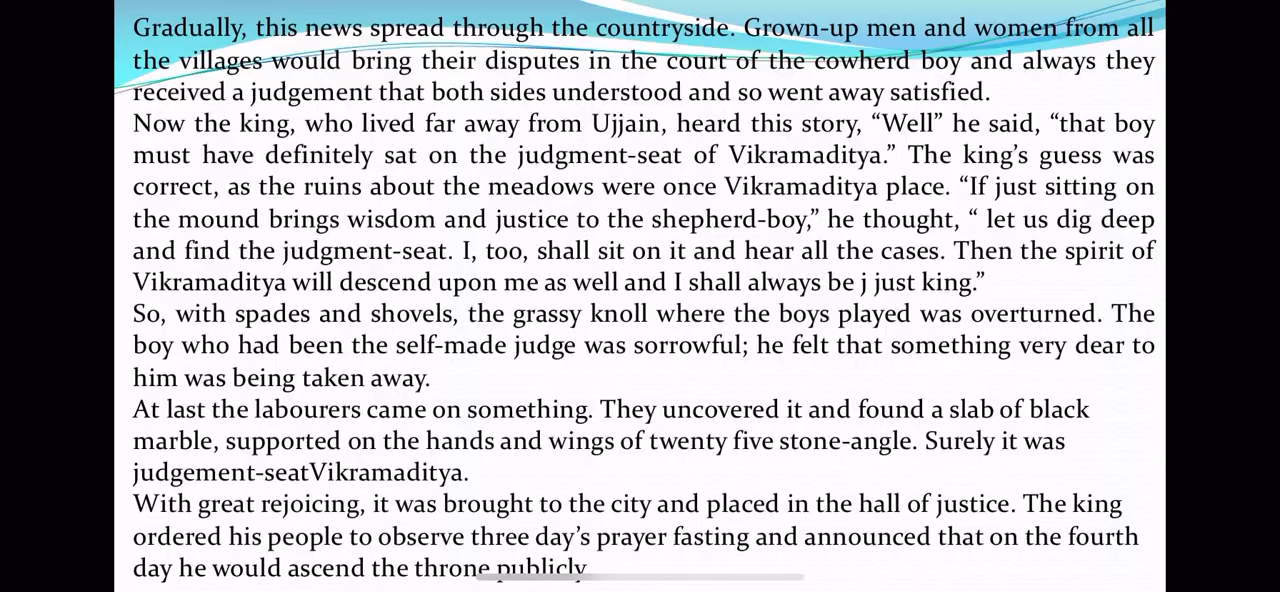 Gradually, this news spread through the countryside. Grown-up men and women from all
the villages would bring their disputes in the court of the cowherd boy and always they
received a judgement that both sides understood and so went away satisfied.
Now the king, who lived far away from Ujjain, heard this story, “Well” he said, “that boy
must have definitely sat on the judgment-seat of Vikramaditya.” The king’s guess was
correct, as the ruins about the meadows were once Vikramaditya place. “If just sitting on
the mound brings wisdom and justice to the shepherd-boy,” he thought, “ let us dig deep
and find the judgment-seat. I, too, shall sit on it and hear all the cases. Then the spirit of
Vikramaditya will descend upon me as well and I shall always be j just king.”
So, with spades and shovels, the grassy knoll where the boys played was overturned. The
boy who had been the self-made judge was sorrowful; he felt that something very dear to
him was being taken away.
At last the labourers came on something. They uncovered it and found a slab of black
marble, supported on the hands and wings of twenty five stone-angle. Surely it was
judgement-seatVikramaditya.
With great rejoicing, it was brought to the city and placed in the hall of justice. The king
ordered his people to observe three day’s prayer fasting and announced that on the fourth
day he would ascend the throne publicly